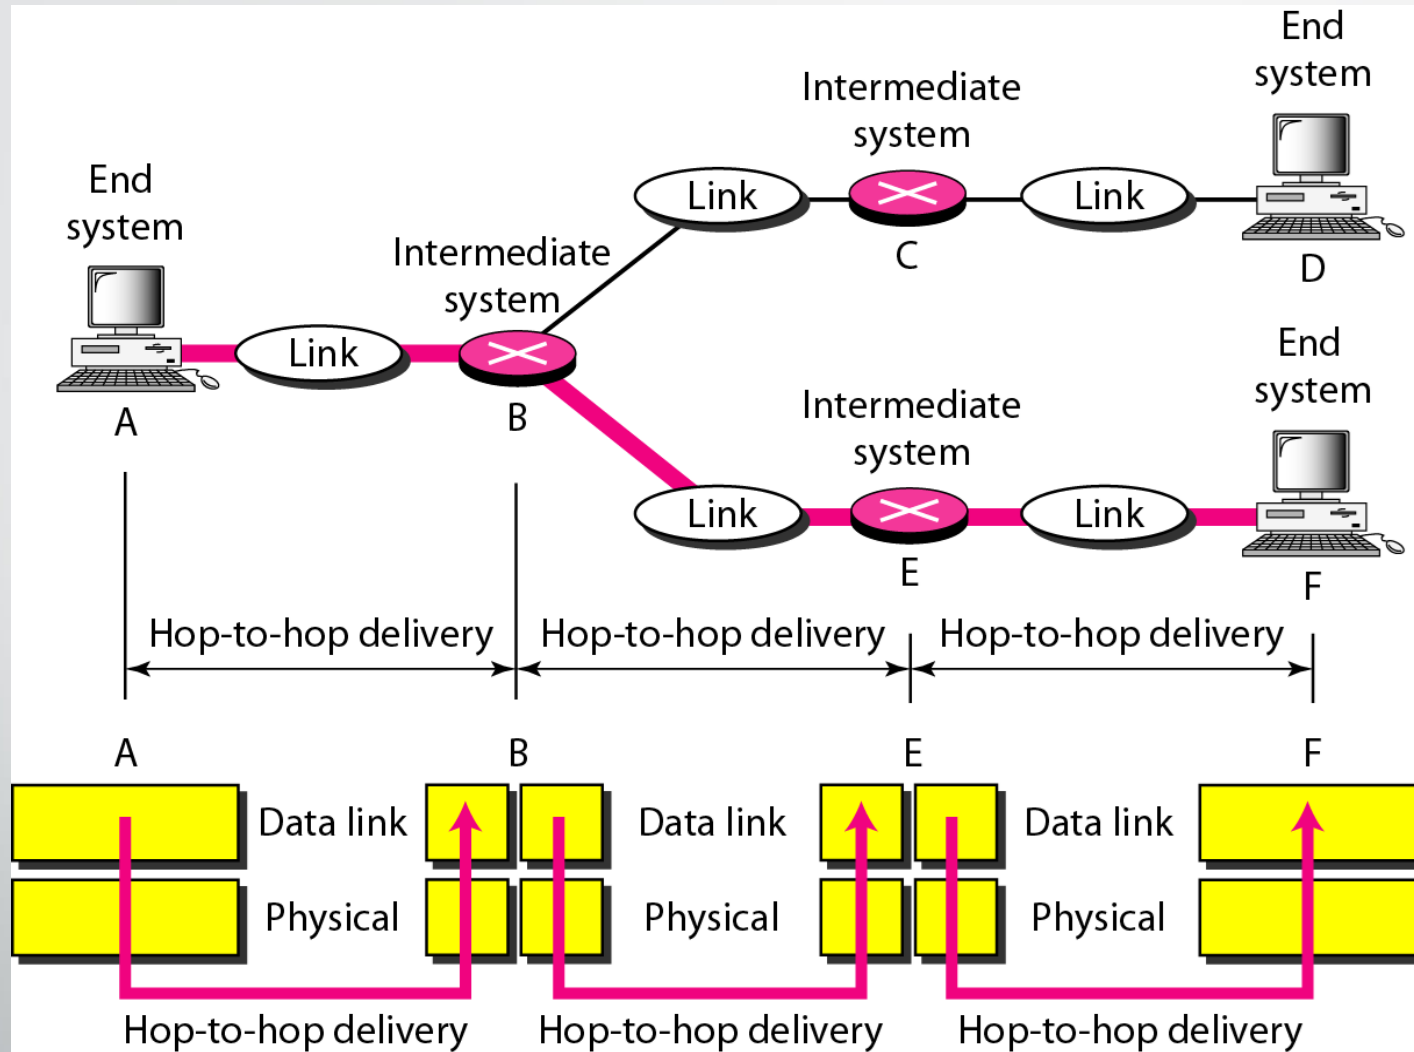 End
system
Intermediate
system
Link
Link
C
D
End
system
Intermediate
system
Link
A
B
End
system
Intermediate
system
Link
Link
E
F
Hop-to-hop delivery
Hop-to-hop delivery
Hop-to-hop delivery
A
B
E
F
Data link
Data link
Data link
Physical
Physical
Physical
Hop-to-hop delivery
Hop-to-hop delivery
Hop-to-hop delivery